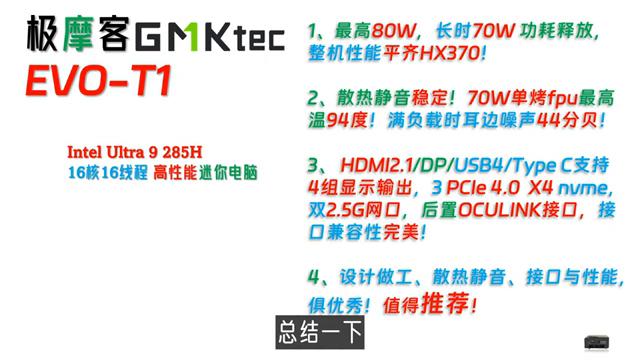 极摩客GMKtec
EVO-T1
Intel Ultra 9 285H
16核16线程 高性能迷你电脑
1、最高80W，长时70W 功耗释放，
整机性能平齐HX370！
2、散热静音稳定！70W单烤fpu最高
温94度！满负载时耳边噪声44分贝！
3、HDMI2.1/DP/USB4/Type C支持
4组显示输出，3 PCIe 4.0 X4 nvme，
双2.5G网口，后置OCULINK接口，接
口兼容性完美！
4、设计做工、散热静音、接口与性能，
俱优秀！值得推荐！
总结一下